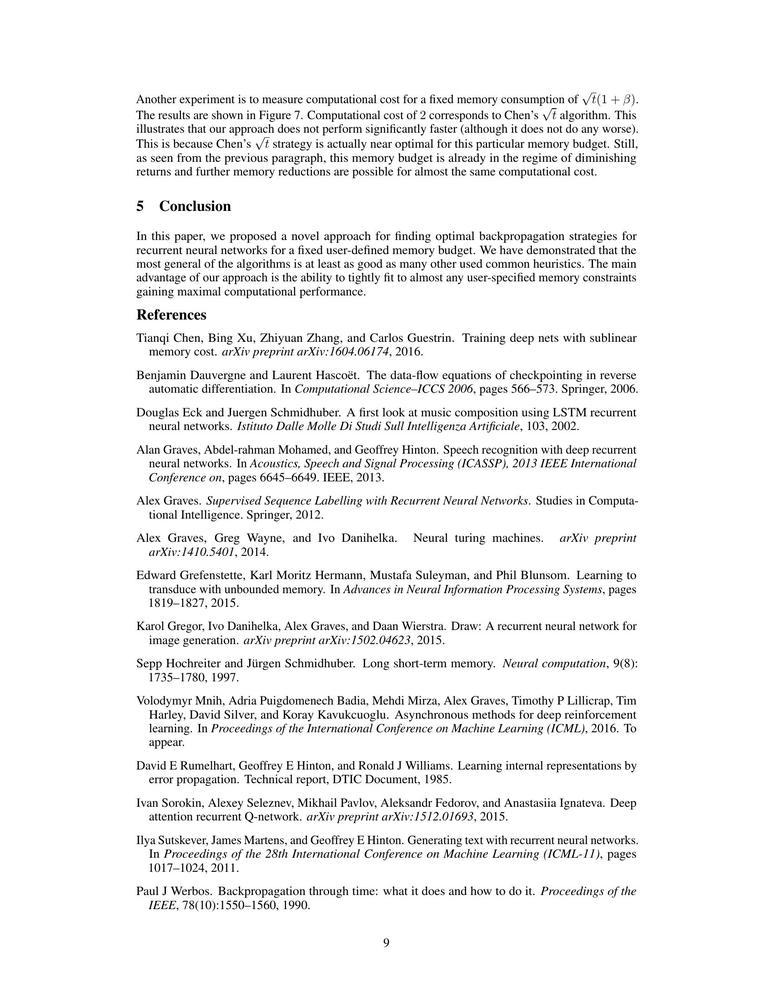 Another experiment is to measure computational cost for a fixed memory consumption of √t(1 + β).
The results are shown in Figure 7. Computational cost of 2 corresponds to Chen's √t algorithm. This
illustrates that our approach does not perform significantly faster (although it does not do any worse).
This is because Chen's √t strategy is actually near optimal for this particular memory budget. Still,
as seen from the previous paragraph, this memory budget is already in the regime of diminishing
returns and further memory reductions are possible for almost the same computational cost.
5 Conclusion
In this paper, we proposed a novel approach for finding optimal backpropagation strategies for
recurrent neural networks for a fixed user-defined memory budget. We have demonstrated that the
most general of the algorithms is at least as good as many other used common heuristics. The main
advantage of our approach is the ability to tightly fit to almost any user-specified memory constraints
gaining maximal computational performance.
References
Tianqi Chen, Bing Xu, Zhiyuan Zhang, and Carlos Guestrin. Training deep nets with sublinear
memory cost. arXiv preprint arXiv:1604.06174, 2016.
Benjamin Dauvergne and Laurent Hascoët. The data-flow equations of checkpointing in reverse
automatic differentiation. In Computational Science–ICCS 2006, pages 566–573. Springer, 2006.
Douglas Eck and Juergen Schmidhuber. A first look at music composition using LSTM recurrent
neural networks. Istituto Dalle Molle Di Studi Sull Intelligenza Artificiale, 103, 2002.
Alan Graves, Abdel-rahman Mohamed, and Geoffrey Hinton. Speech recognition with deep recurrent
neural networks. In Acoustics, Speech and Signal Processing (ICASSP), 2013 IEEE International
Conference on, pages 6645–6649. IEEE, 2013.
Alex Graves. Supervised Sequence Labelling with Recurrent Neural Networks. Studies in Computa-
tional Intelligence. Springer, 2012.
Alex Graves, Greg Wayne, and Ivo Danihelka. Neural turing machines. arXiv preprint
arXiv:1410.5401, 2014.
Edward Grefenstette, Karl Moritz Hermann, Mustafa Suleyman, and Phil Blunsom. Learning to
transduce with unbounded memory. In Advances in Neural Information Processing Systems, pages
1819–1827, 2015.
Karol Gregor, Ivo Danihelka, Alex Graves, and Daan Wierstra. Draw: A recurrent neural network for
image generation. arXiv preprint arXiv:1502.04623, 2015.
Sepp Hochreiter and Jürgen Schmidhuber. Long short-term memory. Neural computation, 9(8):
1735–1780, 1997.
Volodymyr Mnih, Adria Puigdomenech Badia, Mehdi Mirza, Alex Graves, Timothy P Lillicrap, Tim
Harley, David Silver, and Koray Kavukcuoglu. Asynchronous methods for deep reinforcement
learning. In Proceedings of the International Conference on Machine Learning (ICML), 2016. To
appear.
David E Rumelhart, Geoffrey E Hinton, and Ronald J Williams. Learning internal representations by
error propagation. Technical report, DTIC Document, 1985.
Ivan Sorokin, Alexey Seleznev, Mikhail Pavlov, Aleksandr Fedorov, and Anastasiia Ignateva. Deep
attention recurrent Q-network. arXiv preprint arXiv:1512.01693, 2015.
Ilya Sutskever, James Martens, and Geoffrey E Hinton. Generating text with recurrent neural networks.
In Proceedings of the 28th International Conference on Machine Learning (ICML-11), pages
1017–1024, 2011.
Paul J Werbos. Backpropagation through time: what it does and how to do it. Proceedings of the
IEEE, 78(10):1550–1560, 1990.
9